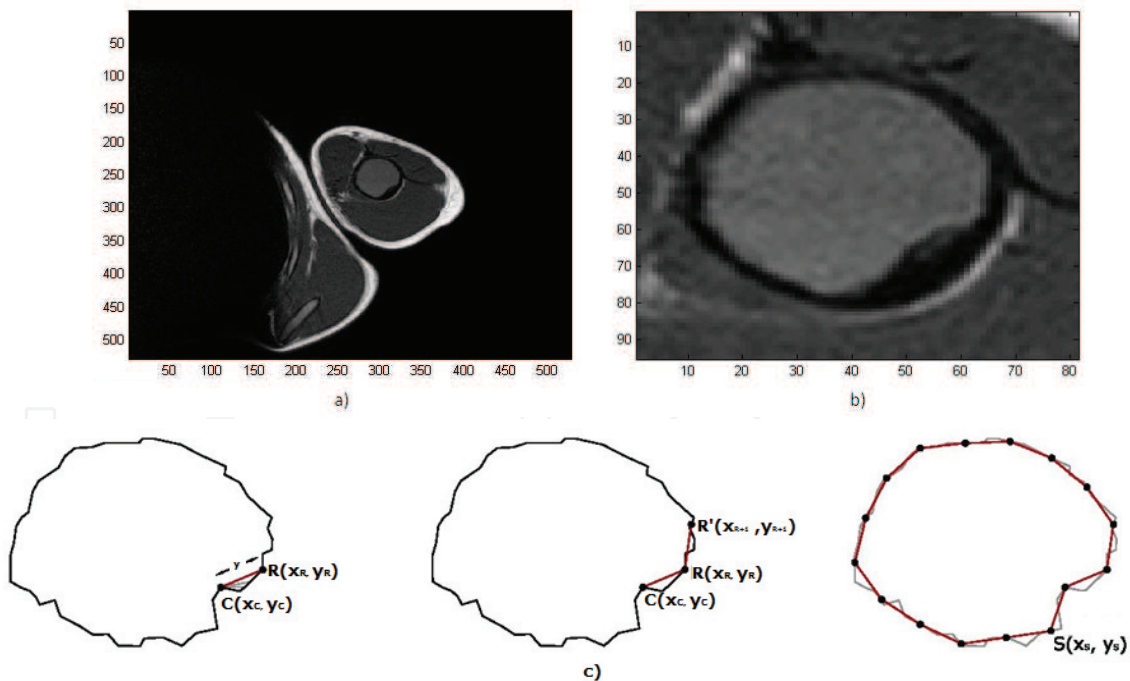 50
100
150
200
250
300
350
400
450
500
50 100 150 200 250 300 350 400 450 500
a)
10
20
30
40
50
60
70
80
90
10 20 30 40 50 60 70 80
b)
γ
R(xR, yR)
C(xC, yC)
R'(xR+1 ,yR+1)
R(xR, yR)
C(xC, yC)
S(xS, yS)
c)